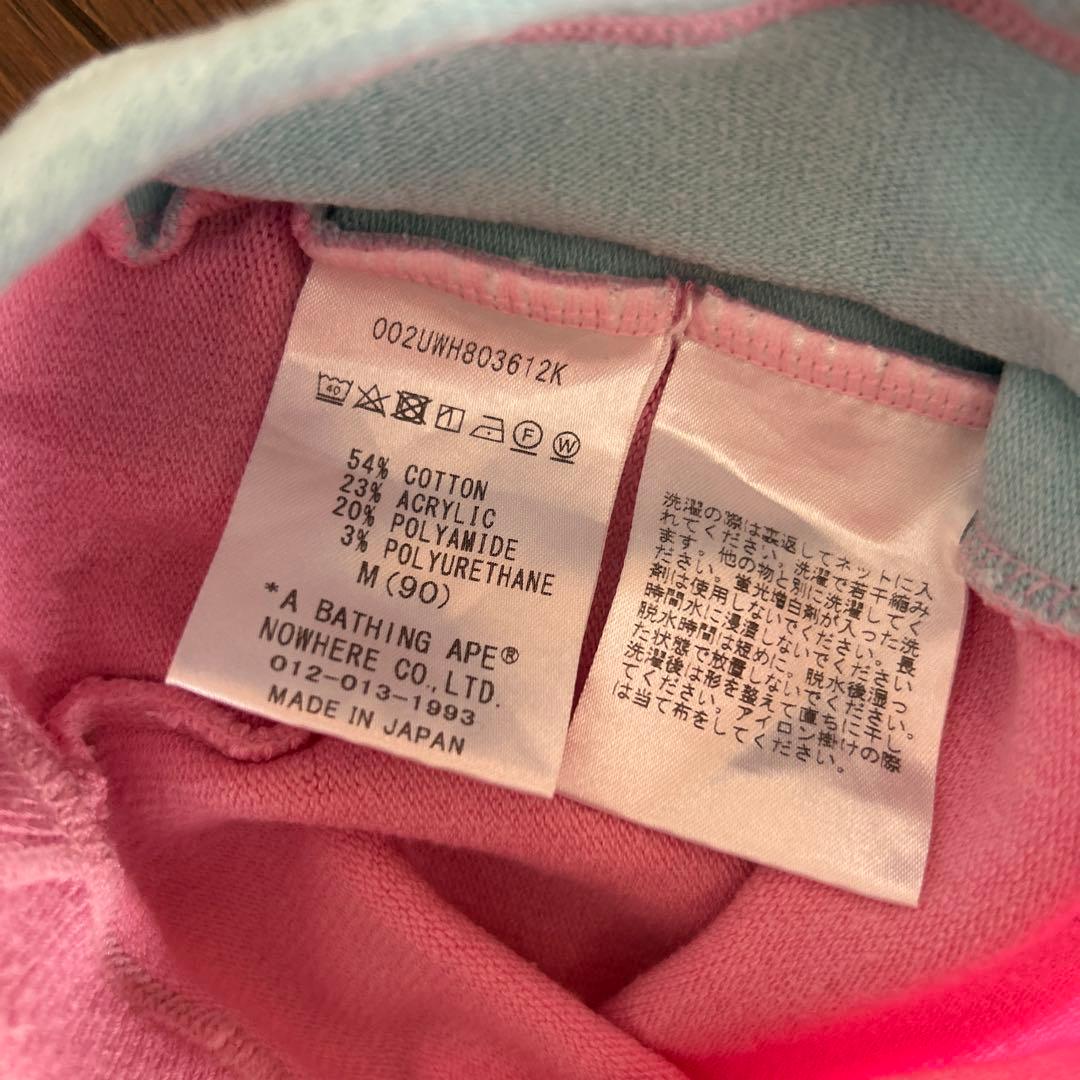 002UWH803612K
40 1 F W
54% COTTON
23% ACRYLIC
20% POLYAMIDE
3% POLYURETHANE
M(90)
*A BATHING APE®
NOWHERE CO.,LTD.
012-013-1993
MADE IN JAPAN
洗濯の際は裏返してネットに入
れてください。洗濯で若干縮み
ます。他の物と別に洗濯してく
ださい。蛍光増白剤が入った洗
剤は使用しないでください。長い
時間水に浸漬しないでください。
脱水時間は短めに。脱水後に湿っ
た状態で放置しないでください。
洗濯後は形を整えて直ちに干し
てください。アイロン掛けの際
は当て布をしてください。